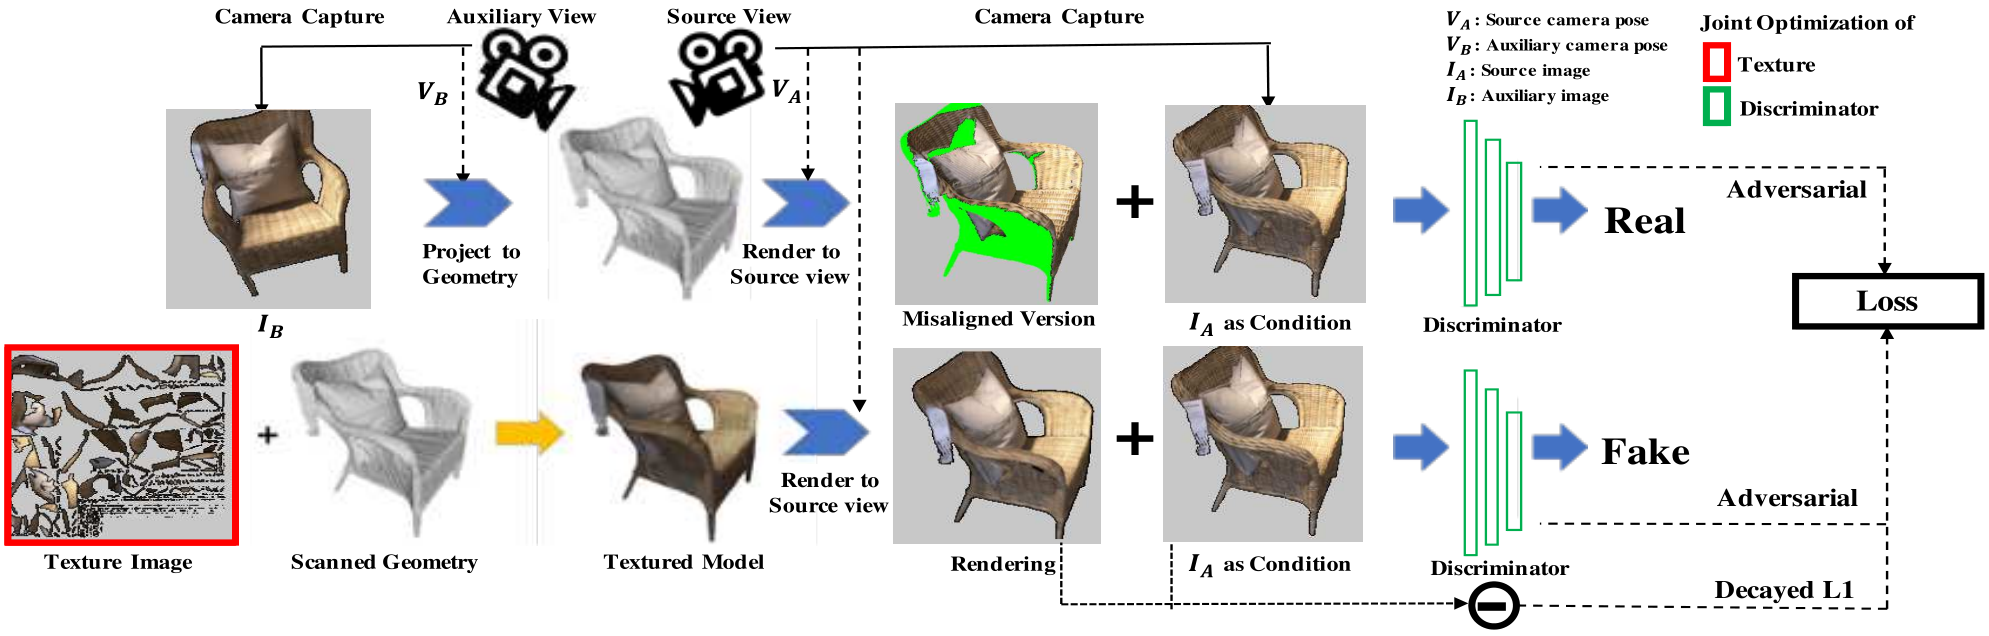 Camera Capture
Auxiliary View
Source View
Camera Capture
V_A: Source camera pose
V_B: Auxiliary camera pose
I_A: Source image
I_B: Auxiliary image
Joint Optimization of
Texture
Discriminator
V_B
V_A
Project to
Geometry
Render to
Source view
I_B
Misaligned Version
+
I_A as Condition
Discriminator
Real
Adversarial
Loss
Texture Image
+
Scanned Geometry
Textured Model
Render to
Source view
Rendering
+
I_A as Condition
Discriminator
Fake
Adversarial
Decayed L1